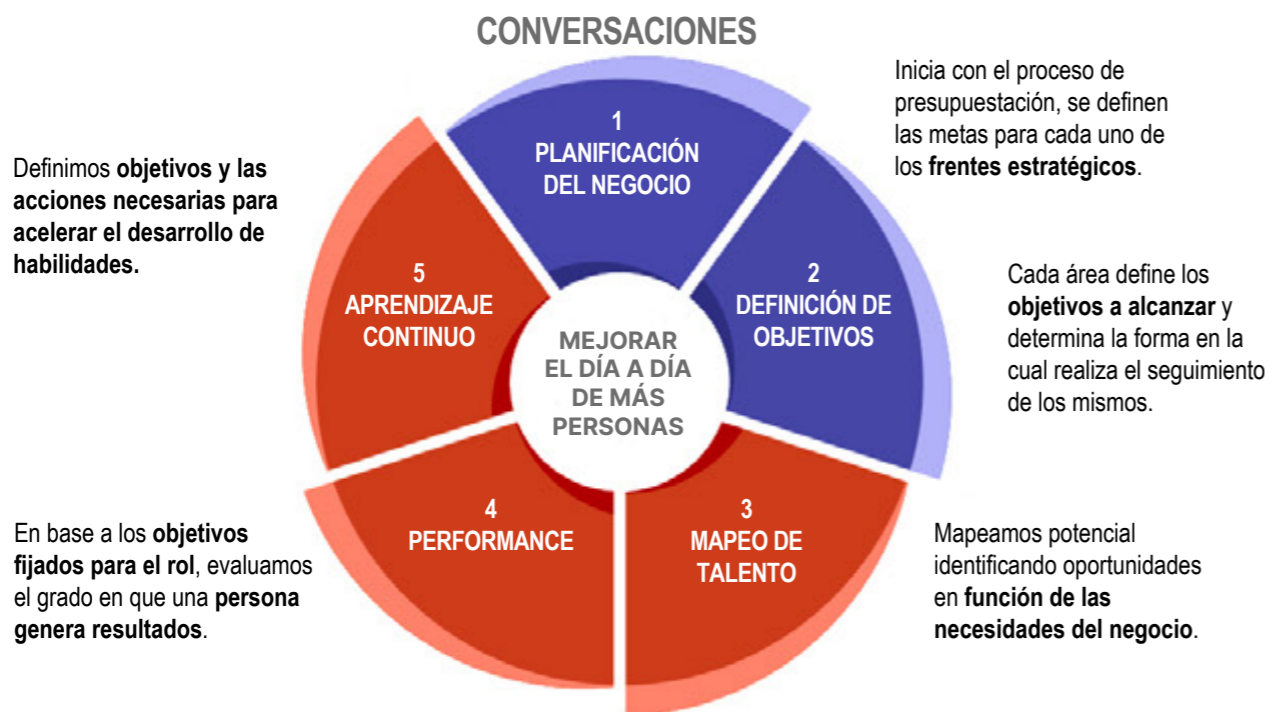 CONVERSACIONES
1
PLANIFICACIÓN
DEL NEGOCIO
Inicia con el proceso de
presupuestación, se definen
las metas para cada uno de
los frentes estratégicos.
2
DEFINICIÓN DE
OBJETIVOS
Cada área define los
objetivos a alcanzar y
determina la forma en la
cual realiza el seguimiento
de los mismos.
3
MAPEO DE
TALENTO
Mapeamos potencial
identificando oportunidades
en función de las
necesidades del negocio.
4
PERFORMANCE
En base a los objetivos
fijados para el rol, evaluamos
el grado en que una persona
genera resultados.
5
APRENDIZAJE
CONTINUO
Definimos objetivos y las
acciones necesarias para
acelerar el desarrollo de
habilidades.
MEJORAR
EL DÍA A DÍA
DE MÁS
PERSONAS